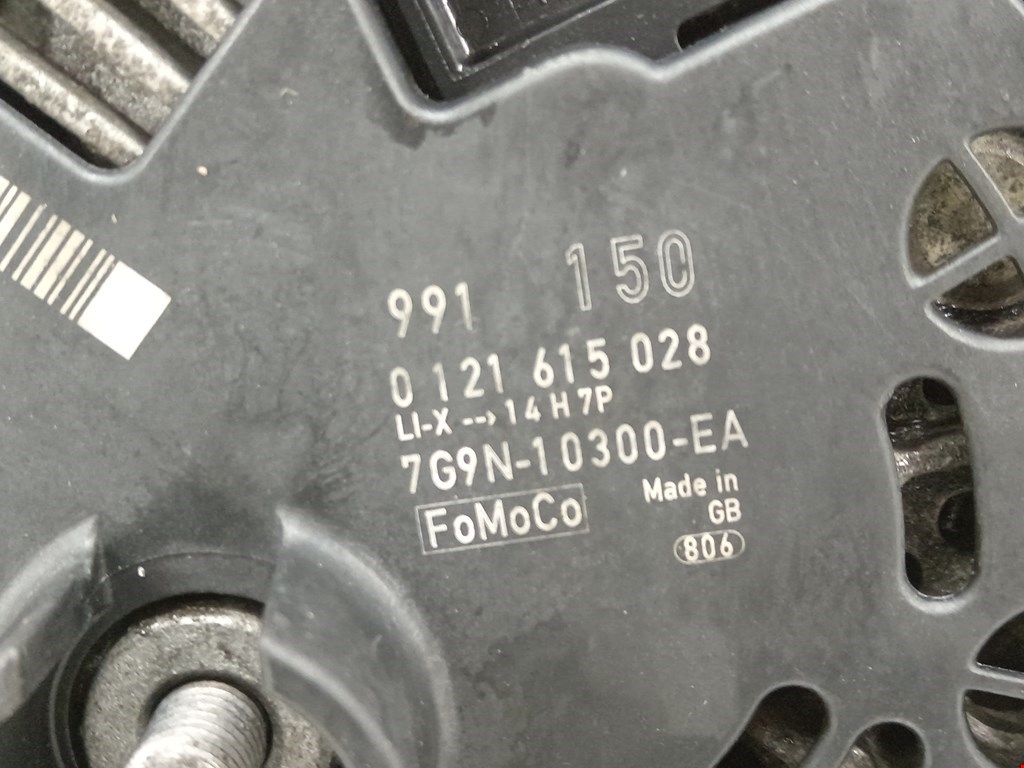 991 150
0 121 615 028
LI-X --> 14 H 7P
7G9N-10300-EA
FoMoCo
Made in
GB
806